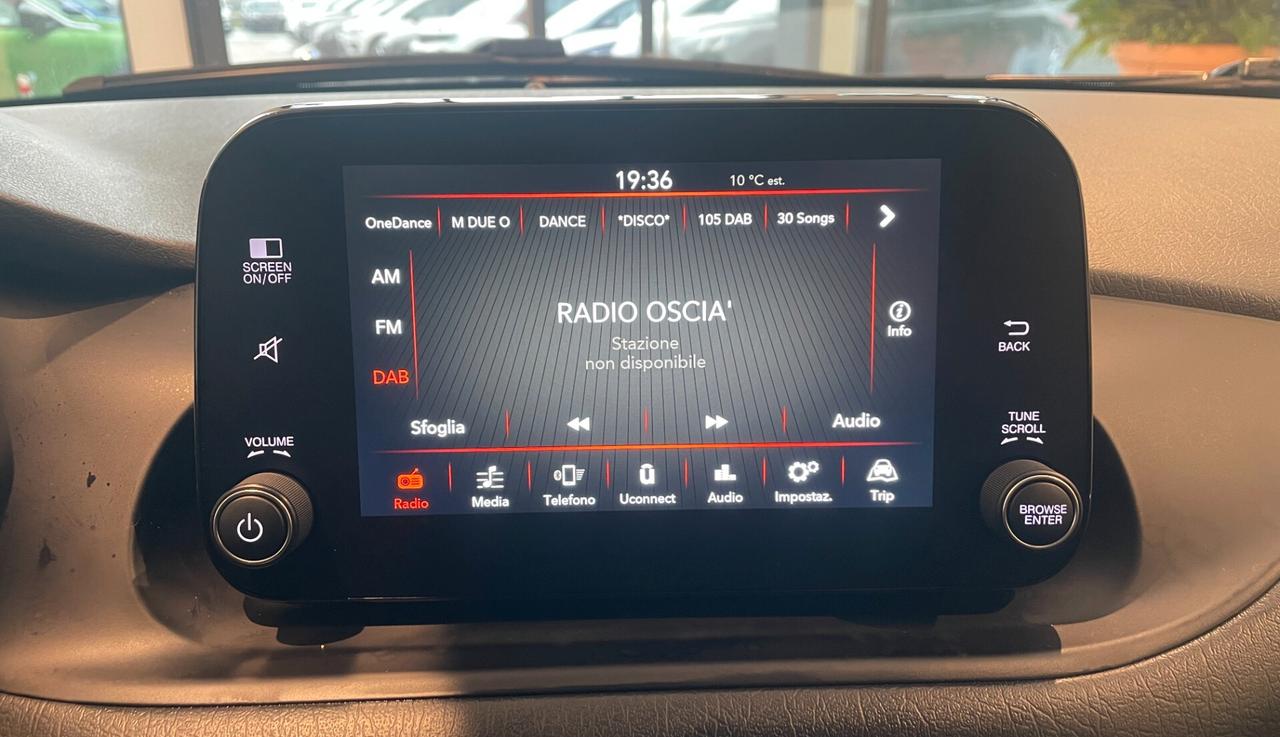 19:36
10 °C est.
OneDance
M DUE O
DANCE
*DISCO*
105 DAB
30 Songs
SCREEN
ON/OFF
AM
FM
DAB
RADIO OSCIA'
Stazione
non disponibile
Info
BACK
Sfoglia
Audio
VOLUME
TUNE
SCROLL
Radio
Media
Telefono
Uconnect
Audio
Impostaz.
Trip
BROWSE
ENTER